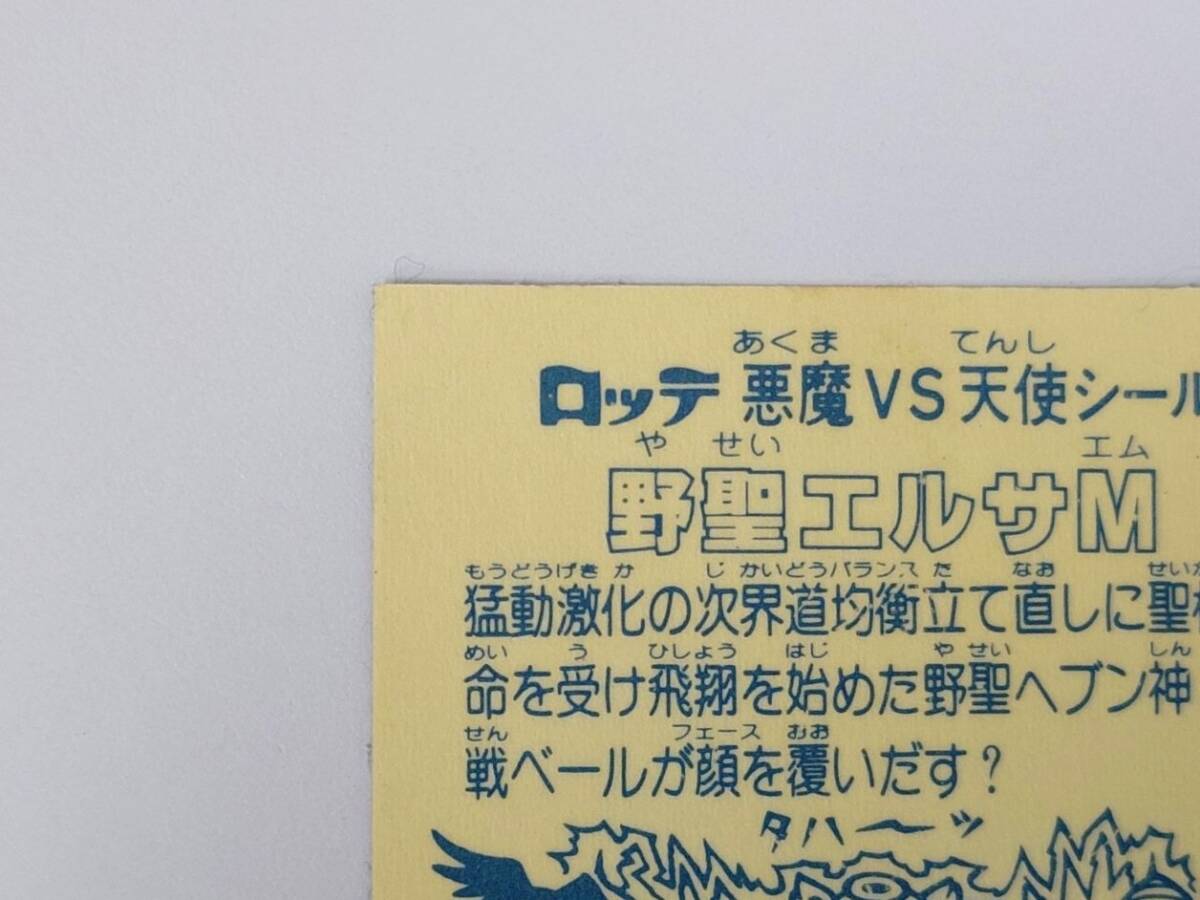 あくま てんし
ロッテ 悪魔VS天使シール
や せい エム
野聖エルサM
もうどうげき か じ かいどうバランス た なお せいか
猛動激化の次界道均衡立て直しに聖
めい う ひしょう はじ や せい しん
命を受け飛翔を始めた野聖ヘブン神
せん フェース おお
戦ベールが顔を覆いだす?
タハーッ